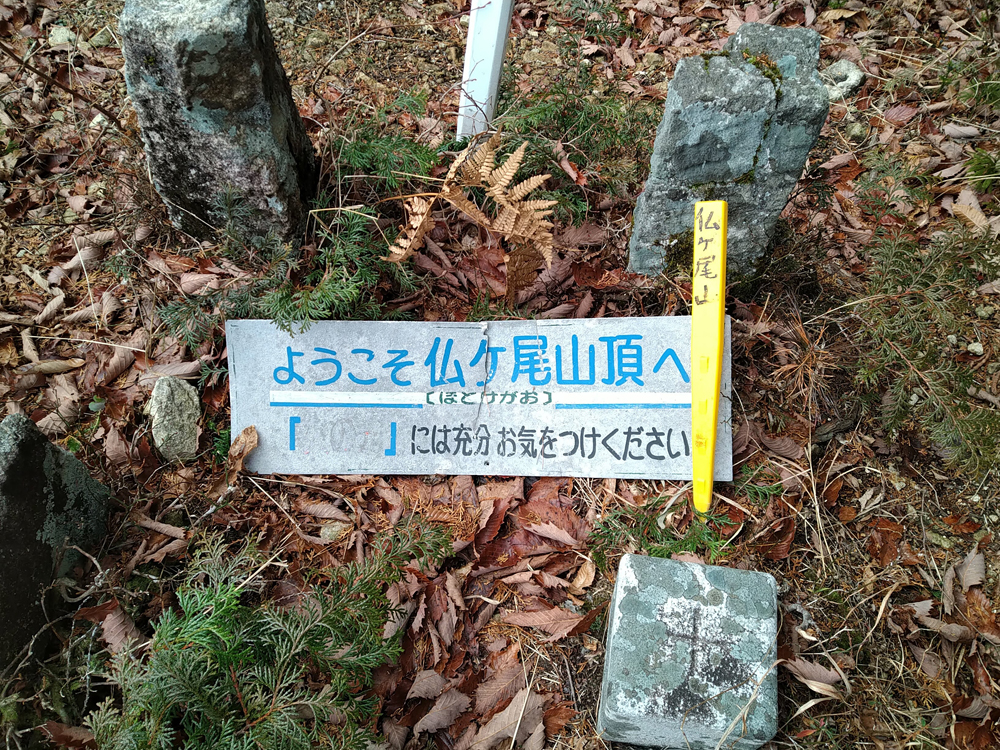 仏ヶ尾山
ようこそ仏ケ尾山頂へ
〔ほとけがお〕
「 」には充分お気をつけください